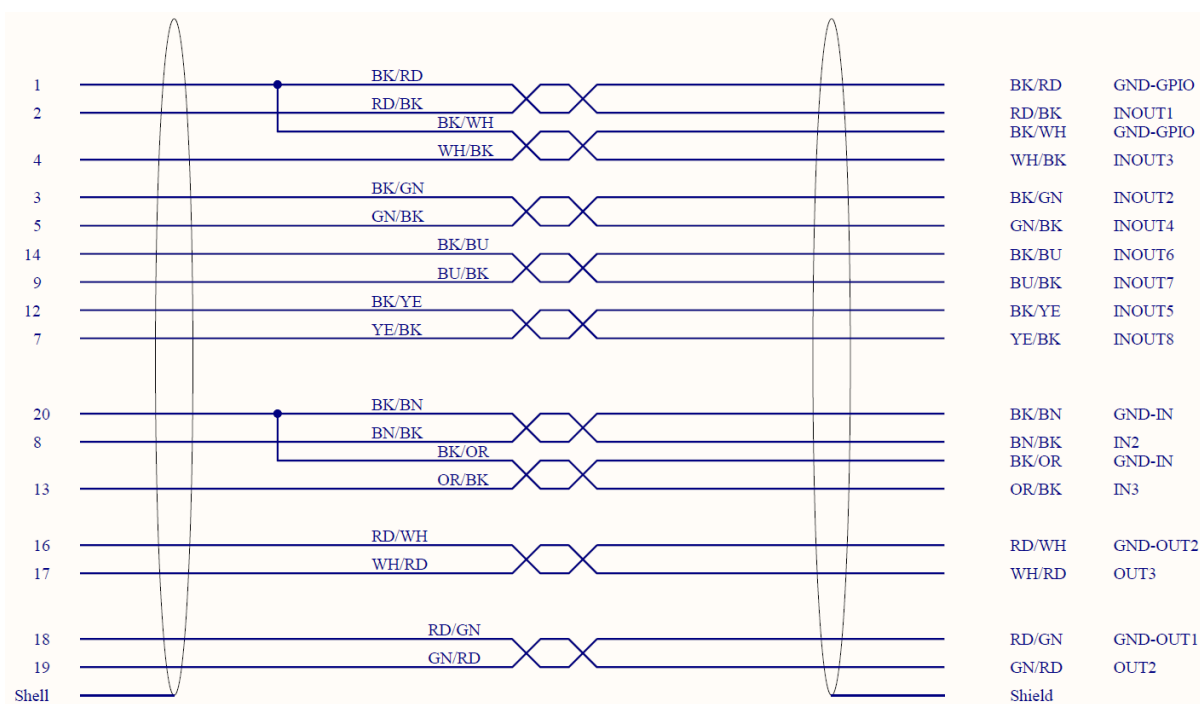 1 BK/RD BK/RD GND-GPIO
2 RD/BK RD/BK INOUT1
BK/WH BK/WH GND-GPIO
4 WH/BK WH/BK INOUT3
3 BK/GN BK/GN INOUT2
5 GN/BK GN/BK INOUT4
14 BK/BU BK/BU INOUT6
9 BU/BK BU/BK INOUT7
12 BK/YE BK/YE INOUT5
7 YE/BK YE/BK INOUT8
20 BK/BN BK/BN GND-IN
8 BN/BK BN/BK IN2
BK/OR BK/OR GND-IN
13 OR/BK OR/BK IN3
16 RD/WH RD/WH GND-OUT2
17 WH/RD WH/RD OUT3
18 RD/GN RD/GN GND-OUT1
19 GN/RD GN/RD OUT2
Shell Shield